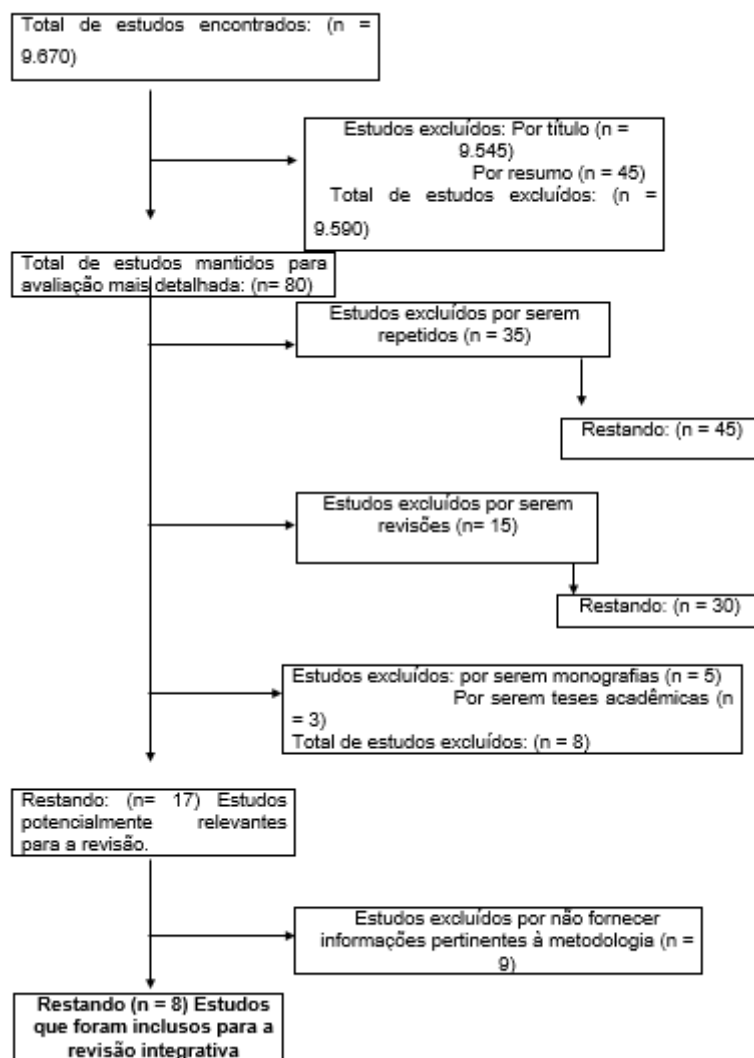 Total de estudos encontrados: (n =
9.670)
Estudos excluídos: Por título (n =
9.545)
Por resumo (n = 45)
Total de estudos excluídos: (n =
9.590)
Total de estudos mantidos para
avaliação mais detalhada: (n= 80)
Estudos excluídos por serem
repetidos (n = 35)
Restando: (n = 45)
Estudos excluídos por serem
revisões (n= 15)
Restando: (n = 30)
Estudos excluídos: por serem monografias (n = 5)
Por serem teses acadêmicas (n
= 3)
Total de estudos excluídos: (n = 8)
Restando: (n= 17) Estudos
potencialmente relevantes
para a revisão.
Estudos excluídos por não fornecer
informações pertinentes à metodologia (n =
9)
Restando (n = 8) Estudos
que foram inclusos para a
revisão integrativa